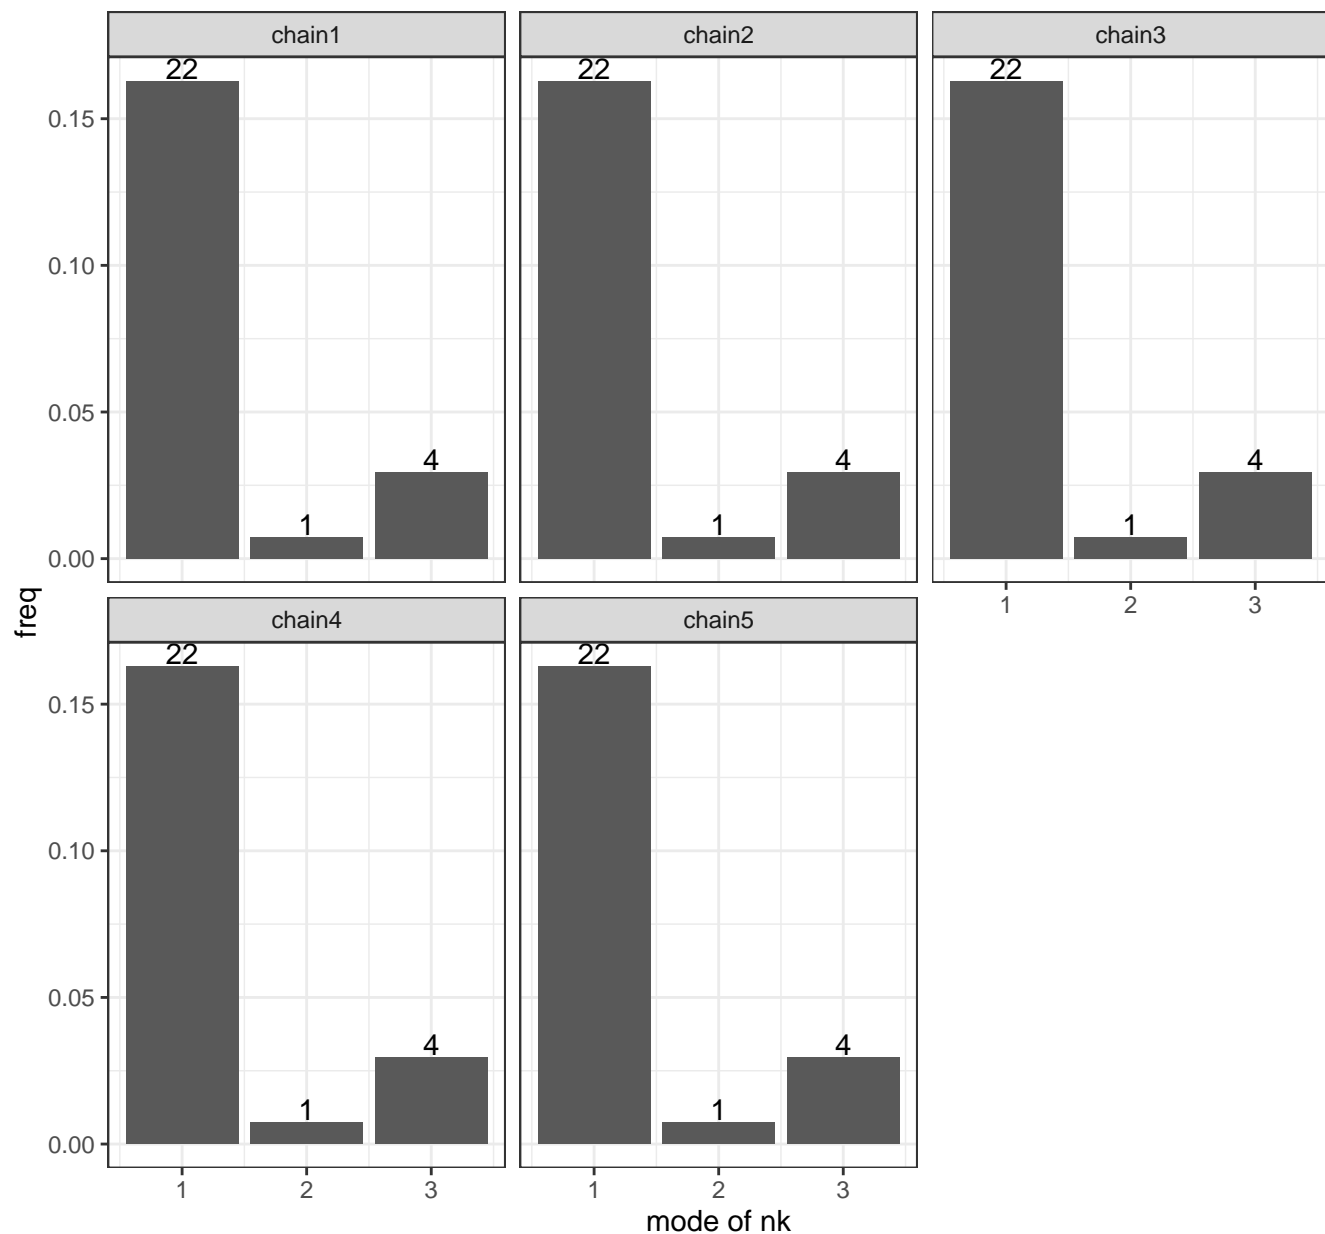 chain1 chain2 chain3
22 22 22
0.15
0.10
0.05
4 4 4
1 1 1
0.00
1 2 3
freq
chain4 chain5
22 22
0.15
0.10
0.05
4 4
1 1
0.00
1 2 3 1 2 3
mode of nk